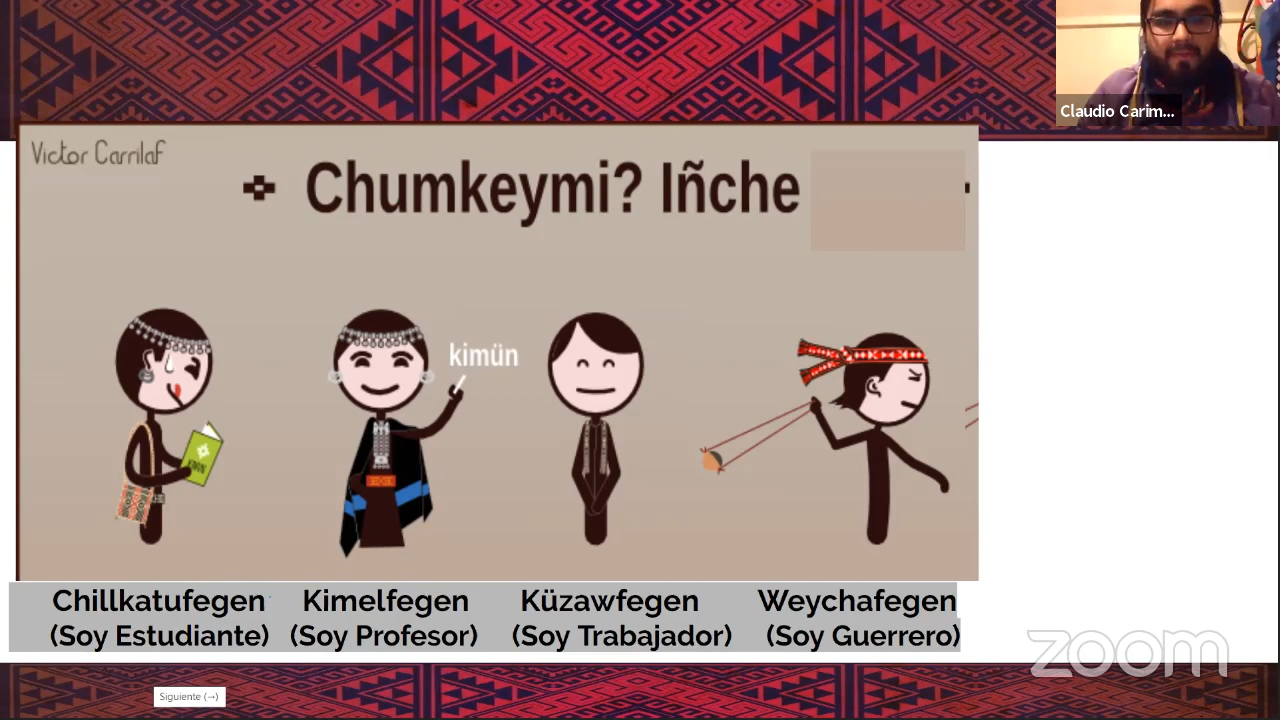 Claudio Carim...
Victor Carrilaf
Chumkeymi? Iñche
kimün
Chillkatufegen Kimelfegen Küzawfegen Weychafegen
(Soy Estudiante) (Soy Profesor) (Soy Trabajador) (Soy Guerrero)
zoom
Siguiente (→)